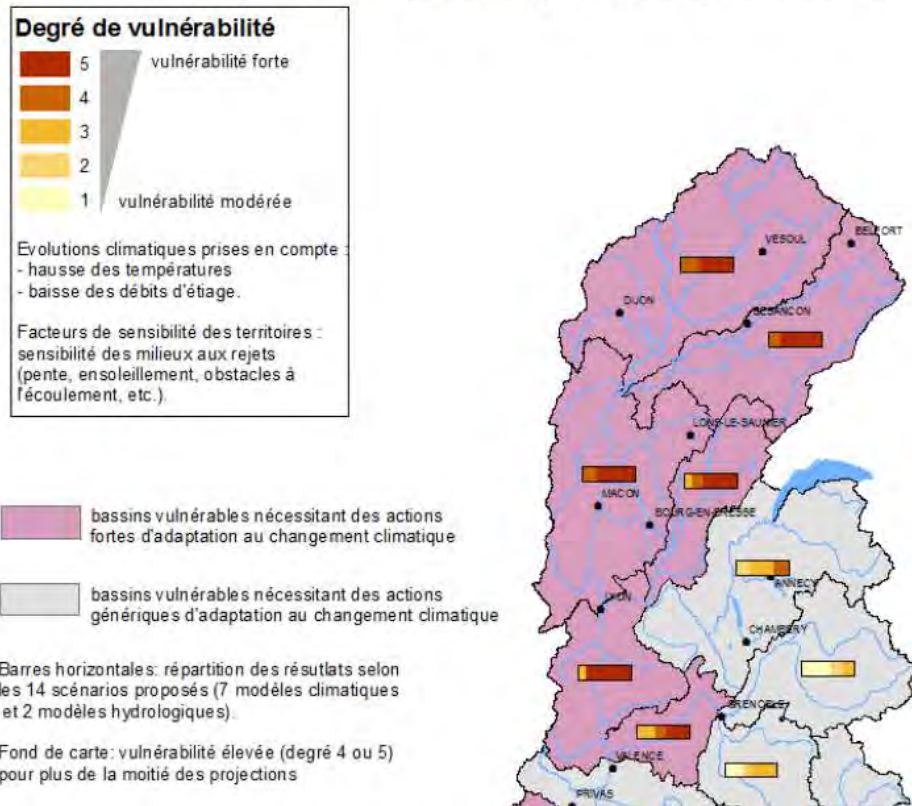 Degré de vulnérabilité
5 vulnérabilité forte
4
3
2
1 vulnérabilité modérée
Evolutions climatiques prises en compte :
- hausse des températures
- baisse des débits d'étiage.
Facteurs de sensibilité des territoires :
sensibilité des milieux aux rejets
(pente, ensoleillement, obstacles à
l'écoulement, etc.).
bassins vulnérables nécessitant des actions
fortes d'adaptation au changement climatique
bassins vulnérables nécessitant des actions
génériques d'adaptation au changement climatique
Barres horizontales: répartition des résutlats selon
les 14 scénarios proposés (7 modèles climatiques
et 2 modèles hydrologiques).
Fond de carte: vulnérabilité élevée (degré 4 ou 5)
pour plus de la moitié des projections
BELFORT
VESOUL
DIJON
BESANCON
LONS-LE-SAUNIER
MACON
BOURG-EN-BRESSE
ANNECY
LYON
CHAMBERY
GRENOBLE
VALENCE
PRIVAS